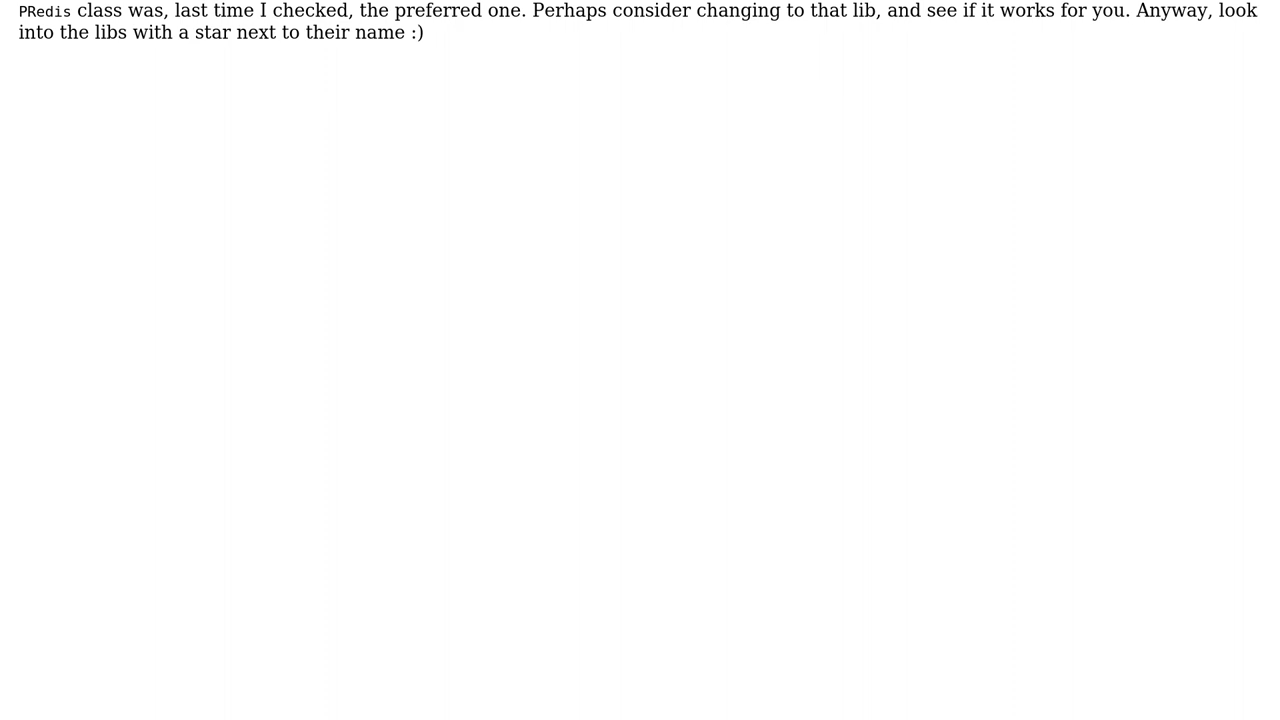 PRedis class was, last time I checked, the preferred one. Perhaps consider changing to that lib, and see if it works for you. Anyway, look
into the libs with a star next to their name :)